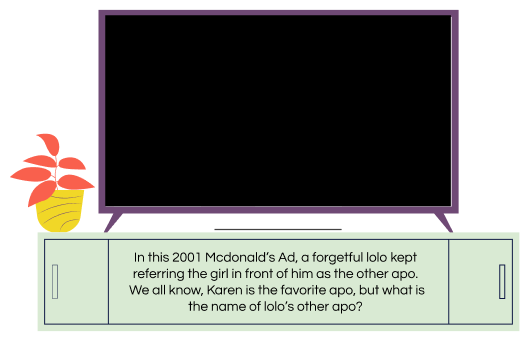 In this 2001 Mcdonald's Ad, a forgetful lolo kept
referring the girl in front of him as the other apo.
We all know, Karen is the favorite apo, but what is
the name of lolo's other apo?